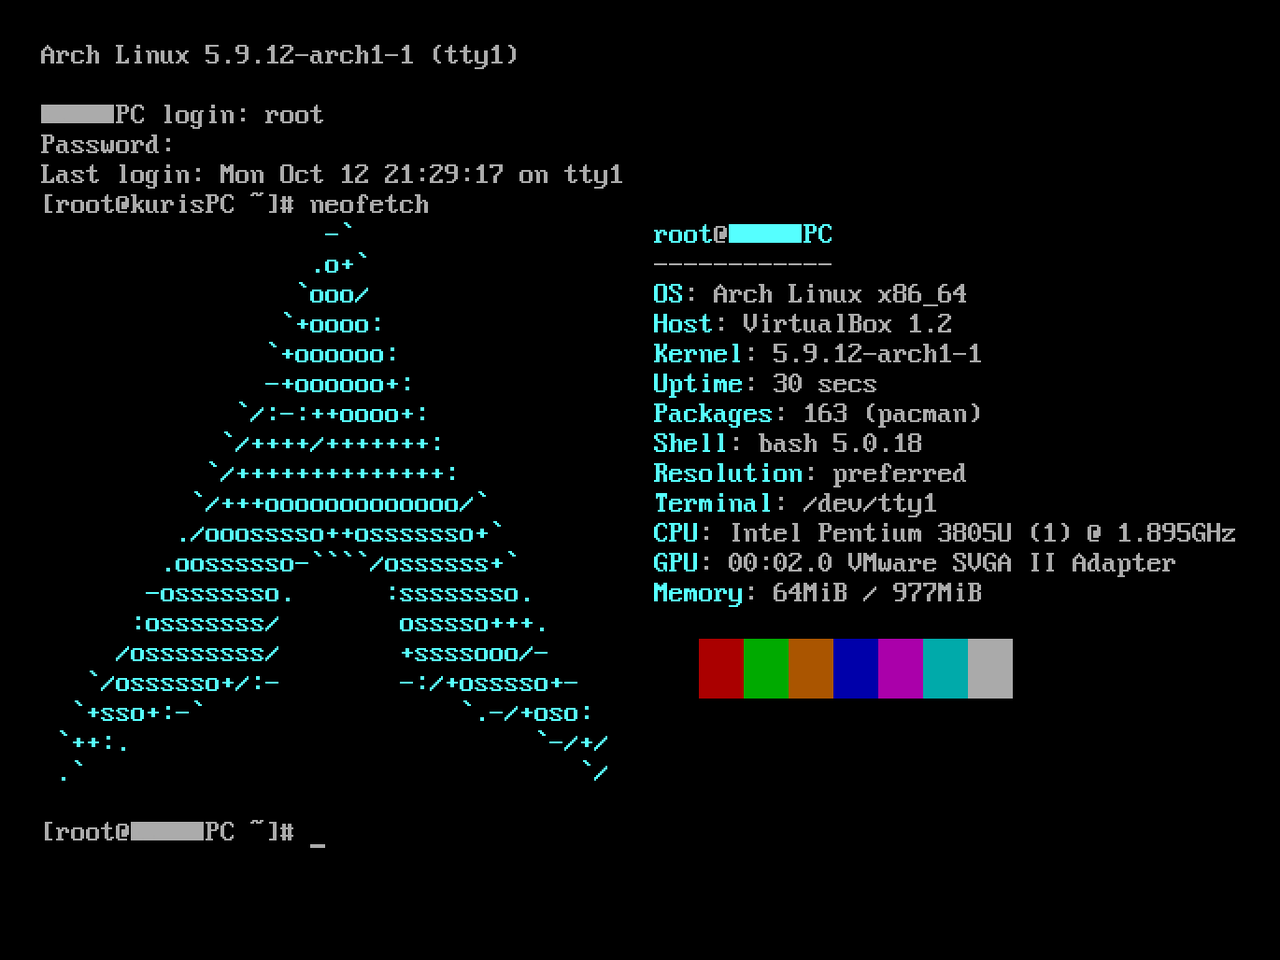 Arch Linux 5.9.12-arch1-1 (tty1)
PC login: root
Password:
Last login: Mon Oct 12 21:29:17 on tty1
[root@kurisPC ~]# neofetch
root@PC
------------
OS: Arch Linux x86_64
Host: VirtualBox 1.2
Kernel: 5.9.12-arch1-1
Uptime: 30 secs
Packages: 163 (pacman)
Shell: bash 5.0.18
Resolution: preferred
Terminal: /dev/tty1
CPU: Intel Pentium 3805U (1) @ 1.895GHz
GPU: 00:02.0 VMware SVGA II Adapter
Memory: 64MiB / 977MiB
-`
.o+`
`ooo/
`+oooo:
`+oooooo:
-+oooooo+:
`/:-:++oooo+:
`/++++/+++++++:
`/++++++++++++++:
`/+++ooooooooooooo/`
./ooosssso++osssssso+`
.oossssso-````/ossssss+`
-osssssso.      :ssssssso.
:osssssss/        osssso+++.
/ossssssss/        +ssssooo/-
`/ossssso+/:-        -:/+osssso+-
`+sso+:-`                 `.-/+oso:
`++:.                           `-/+/
.`                                 `/
[root@PC ~]# _